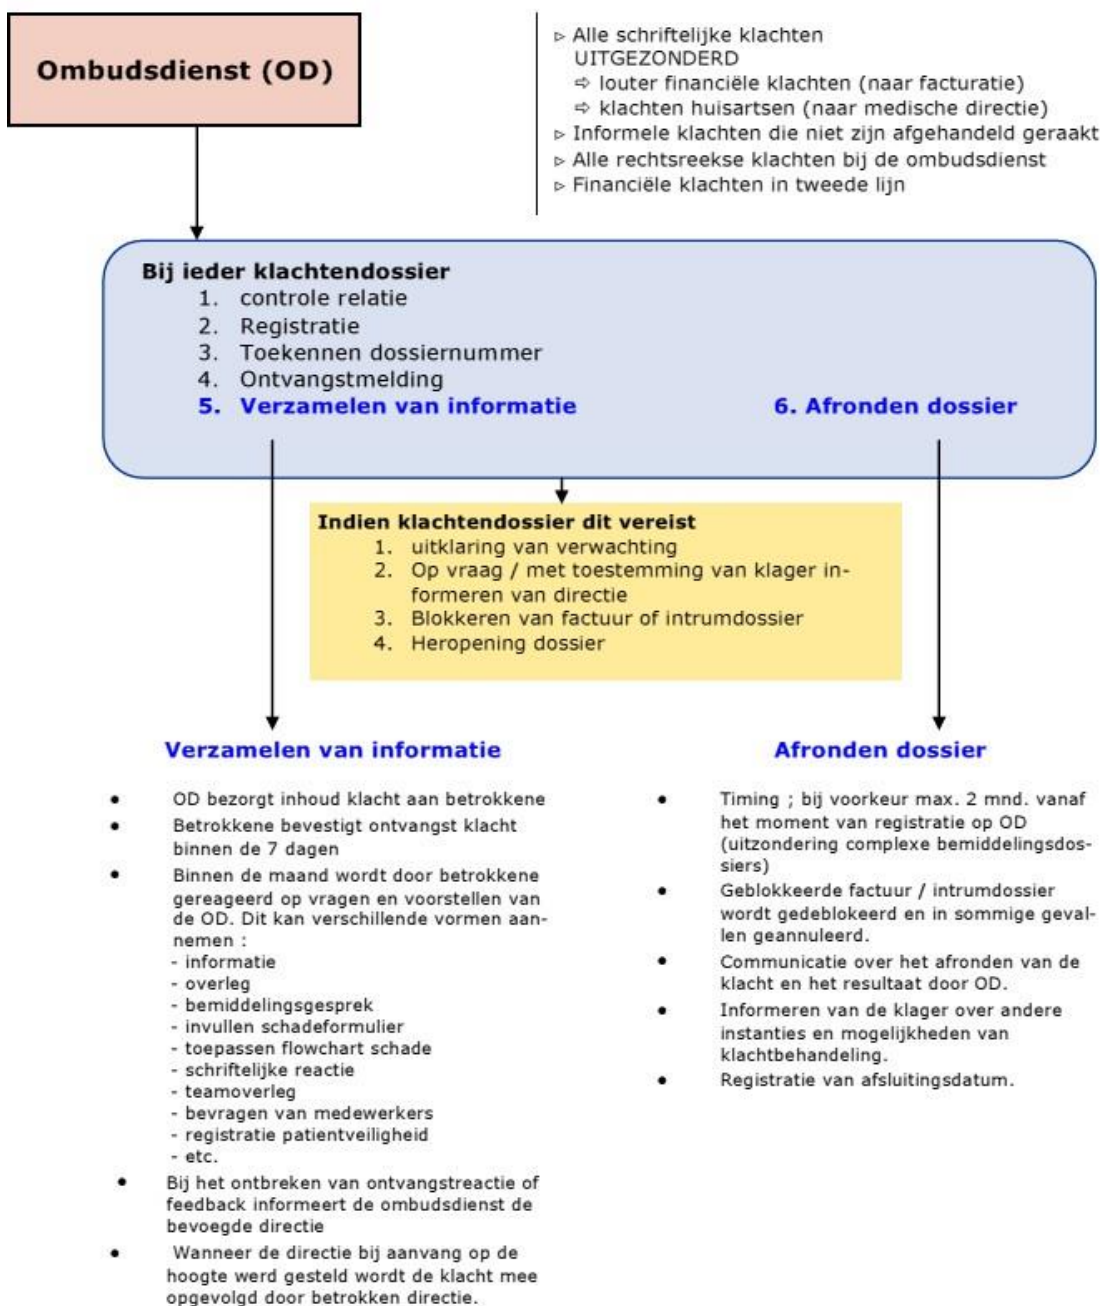 Ombudsdienst (OD)
▹ Alle schriftelijke klachten
UITGEZONDERD
⇨ louter financiële klachten (naar facturatie)
⇨ klachten huisartsen (naar medische directie)
▹ Informele klachten die niet zijn afgehandeld geraakt
▹ Alle rechtsreekse klachten bij de ombudsdienst
▹ Financiële klachten in tweede lijn
Bij ieder klachtendossier
1. controle relatie
2. Registratie
3. Toekennen dossiernummer
4. Ontvangstmelding
5. Verzamelen van informatie
6. Afronden dossier
Indien klachtendossier dit vereist
1. uitklaring van verwachting
2. Op vraag / met toestemming van klager in-
formeren van directie
3. Blokkeren van factuur of intrumdossier
4. Heropening dossier
Verzamelen van informatie
• OD bezorgt inhoud klacht aan betrokkene
• Betrokkene bevestigt ontvangst klacht
binnen de 7 dagen
• Binnen de maand wordt door betrokkene
gereageerd op vragen en voorstellen van
de OD. Dit kan verschillende vormen aan-
nemen :
- informatie
- overleg
- bemiddelingsgesprek
- invullen schadeformulier
- toepassen flowchart schade
- schriftelijke reactie
- teamoverleg
- bevragen van medewerkers
- registratie patientveiligheid
- etc.
• Bij het ontbreken van ontvangstreactie of
feedback informeert de ombudsdienst de
bevoegde directie
• Wanneer de directie bij aanvang op de
hoogte werd gesteld wordt de klacht mee
opgevolgd door betrokken directie.
Afronden dossier
• Timing ; bij voorkeur max. 2 mnd. vanaf
het moment van registratie op OD
(uitzondering complexe bemiddelingsdos-
siers)
• Geblokkeerde factuur / intrumdossier
wordt gedeblokeerd en in sommige geval-
len geannuleerd.
• Communicatie over het afronden van de
klacht en het resultaat door OD.
• Informeren van de klager over andere
instanties en mogelijkheden van
klachtbehandeling.
• Registratie van afsluitingsdatum.